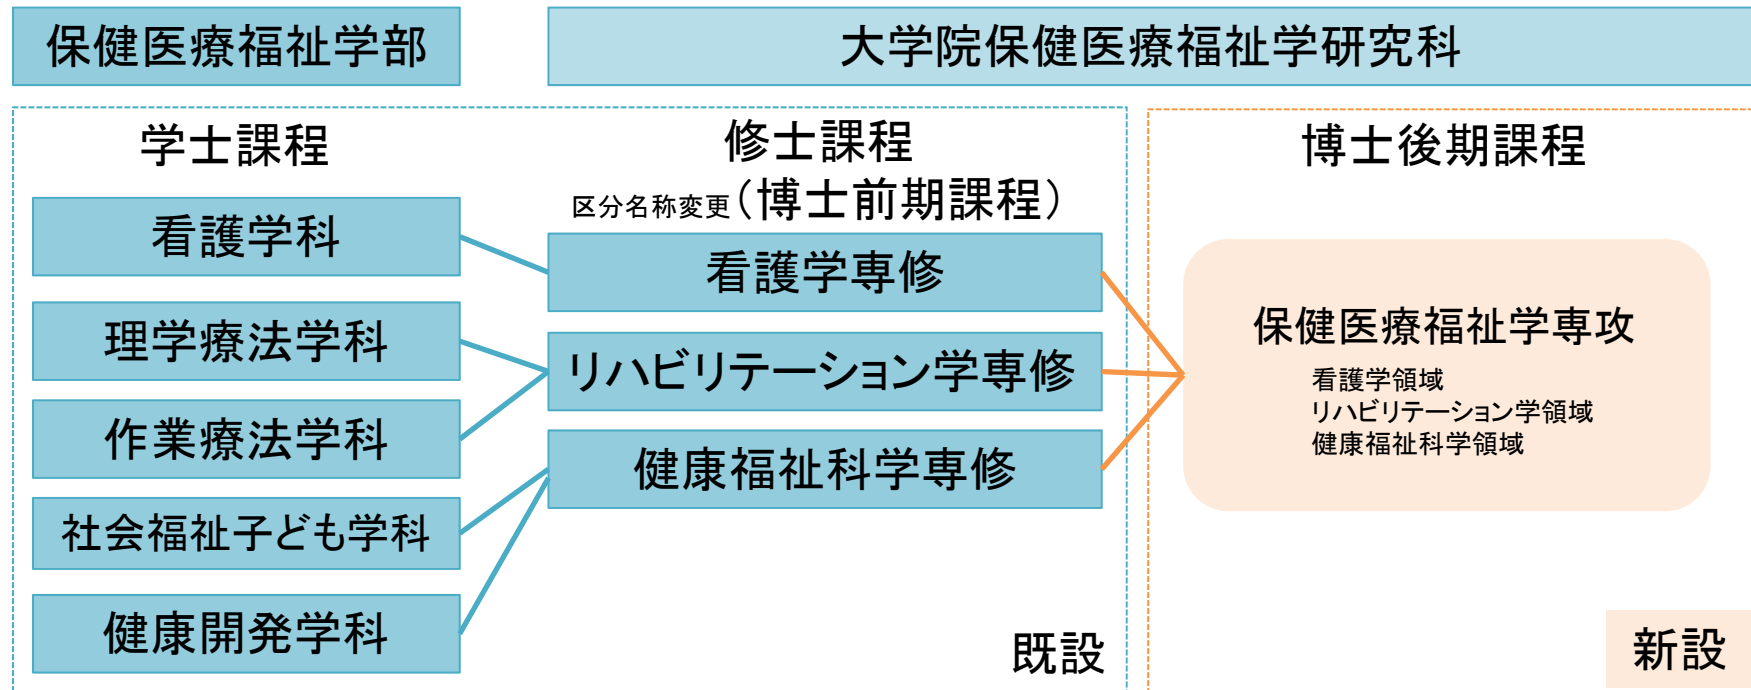 保健医療福祉学部
大学院保健医療福祉学研究科
学士課程
看護学科
理学療法学科
作業療法学科
社会福祉子ども学科
健康開発学科
修士課程
区分名称変更(博士前期課程)
看護学専修
リハビリテーション学専修
健康福祉科学専修
既設
博士後期課程
保健医療福祉学専攻
看護学領域
リハビリテーション学領域
健康福祉科学領域
新設